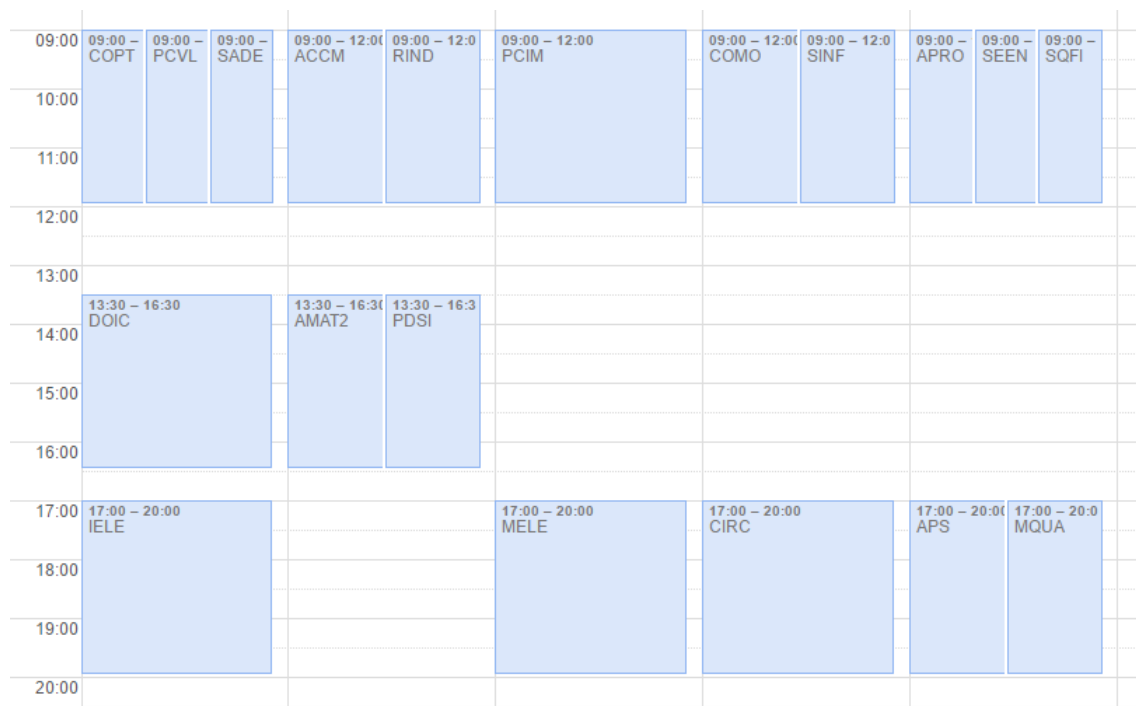 09:00
09:00 –
COPT
09:00 –
PCVL
09:00 –
SADE
09:00 – 12:00
ACCM
09:00 – 12:0
RIND
09:00 – 12:00
PCIM
09:00 – 12:00
COMO
09:00 – 12:0
SINF
09:00 –
APRO
09:00 –
SEEN
09:00 –
SQFI
10:00
11:00
12:00
13:00
13:30 – 16:30
DOIC
13:30 – 16:30
AMAT2
13:30 – 16:3
PDSI
14:00
15:00
16:00
17:00
17:00 – 20:00
IELE
17:00 – 20:00
MELE
17:00 – 20:00
CIRC
17:00 – 20:00
APS
17:00 – 20:0
MQUA
18:00
19:00
20:00